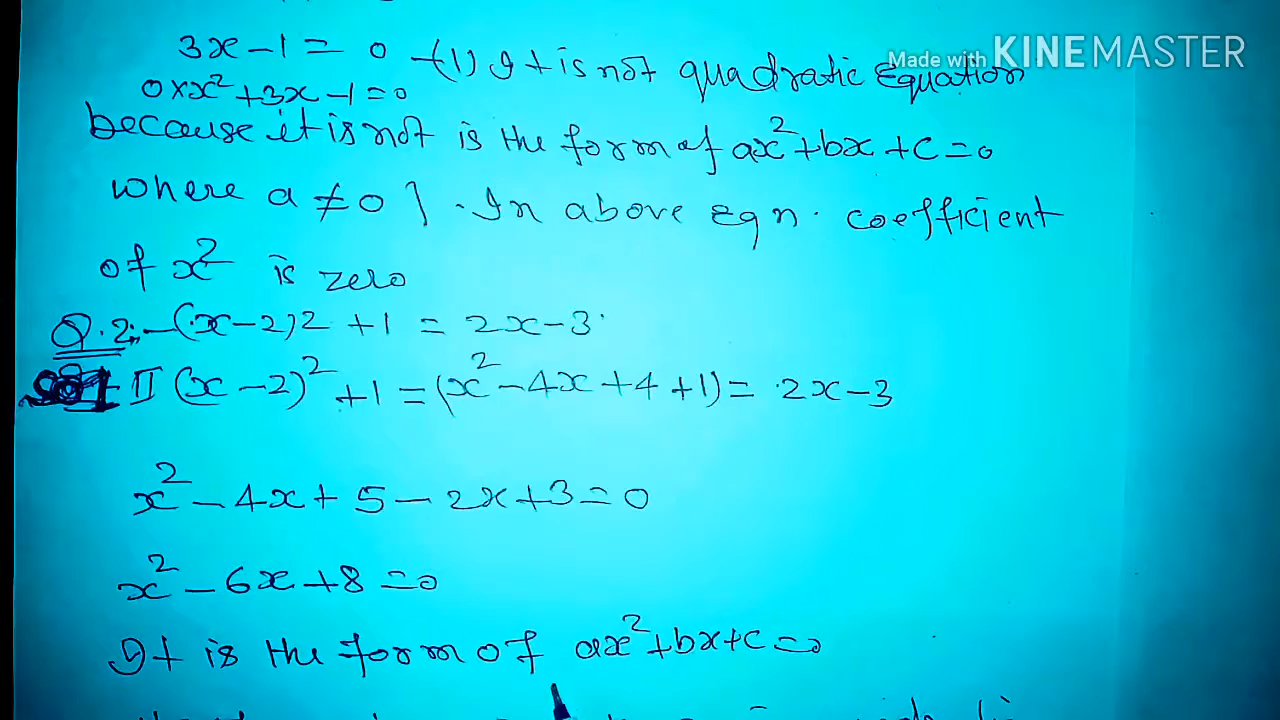 Made with KINEMASTER
3x-1= 0 -(1) It is not quadratic Equation
0×x²+3x-1=0
because it is not is the form of ax²+bx+c=0
where a≠0}. In above Eqn. coefficient
of x² is zero
Q.2:-(x-2)2 +1 = 2x-3
II (x-2)²+1=(x²-4x+4+1)= 2x-3
x²-4x+5-2x+3=0
x²-6x+8=0
It is the form of ax²+bx+c=0